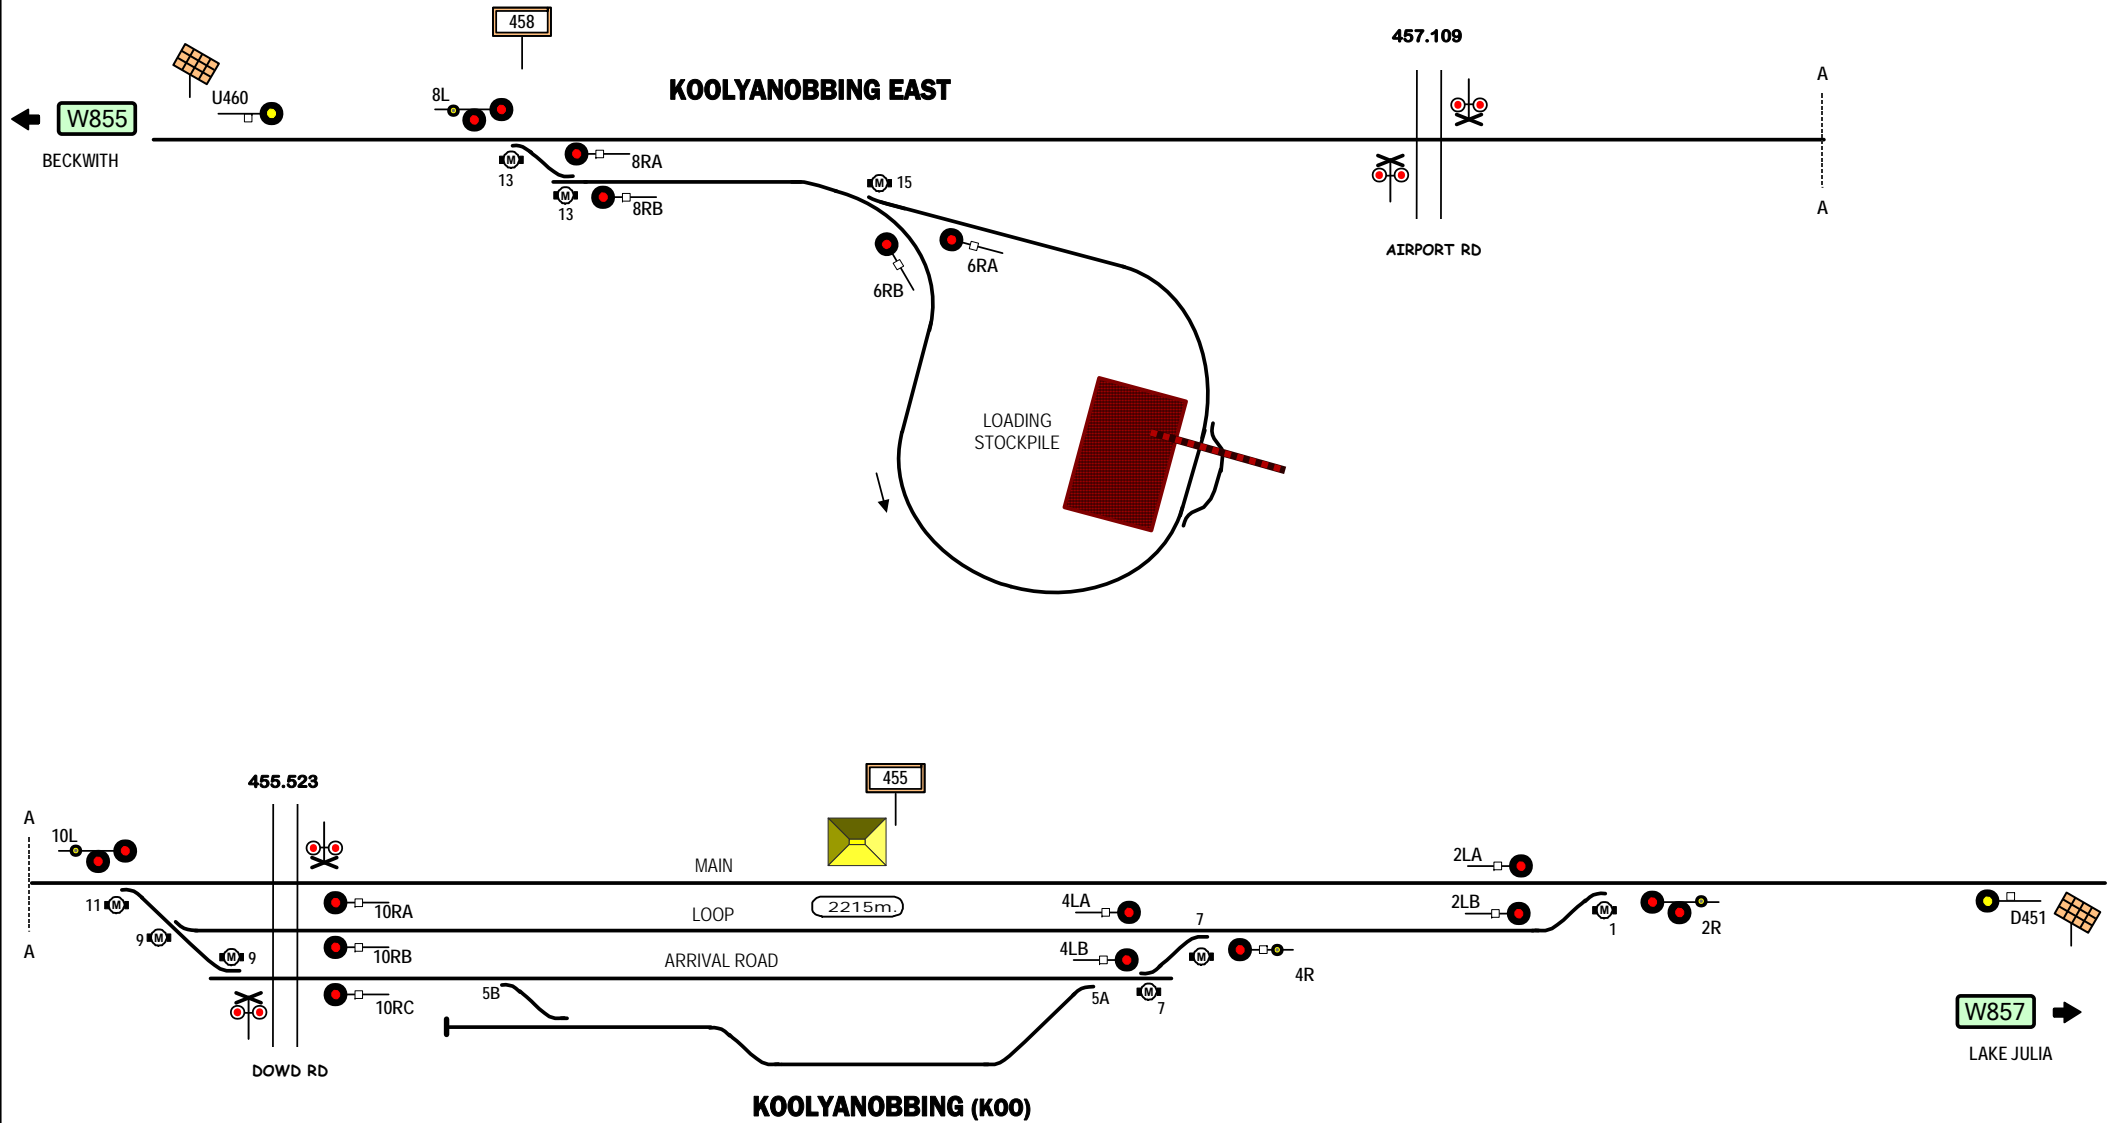 458
457.109
A
U460
8L
KOOLYANOBBING EAST
W855
BECKWITH
M
13
8RA
M
15
M
13
8RB
A
AIRPORT RD
6RA
6RB
LOADING
STOCKPILE
455.523
455
A
10L
MAIN
2LA
11 M
10RA
LOOP
2215m.
4LA
7
2LB
M
1
2R
D451
9 M
M 9
10RB
ARRIVAL ROAD
4LB
M
4R
A
10RC
5B
5A
M
7
W857
LAKE JULIA
DOWD RD
KOOLYANOBBING (KOO)